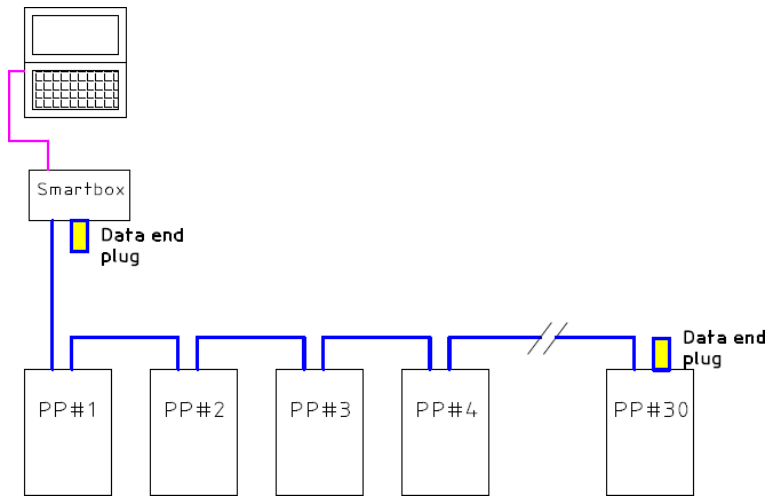 Smartbox
Data end
plug
Data end
plug
PP#1
PP#2
PP#3
PP#4
PP#30